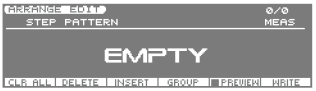 ARRANGE EDIT 0/0
STEP PATTERN MEAS
EMPTY
CLR ALL DELETE INSERT GROUP PREVIEW WRITE